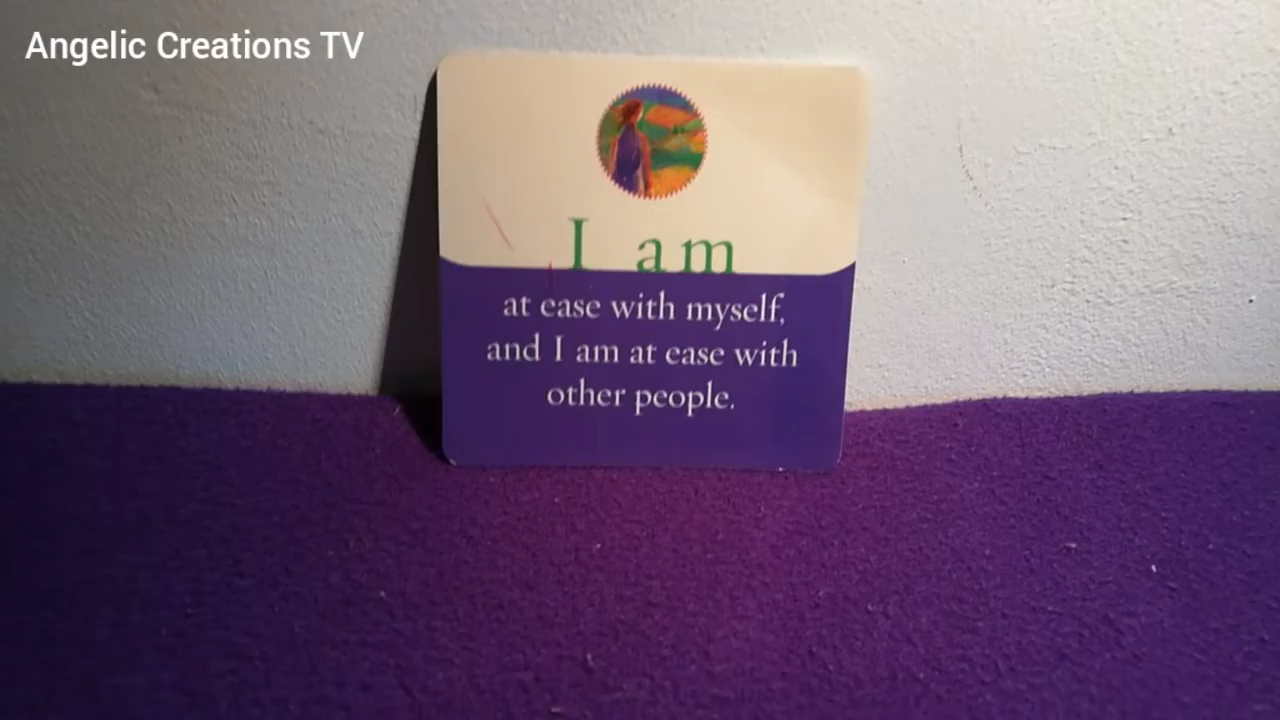 Angelic Creations TV
I am
at ease with myself,
and I am at ease with
other people.